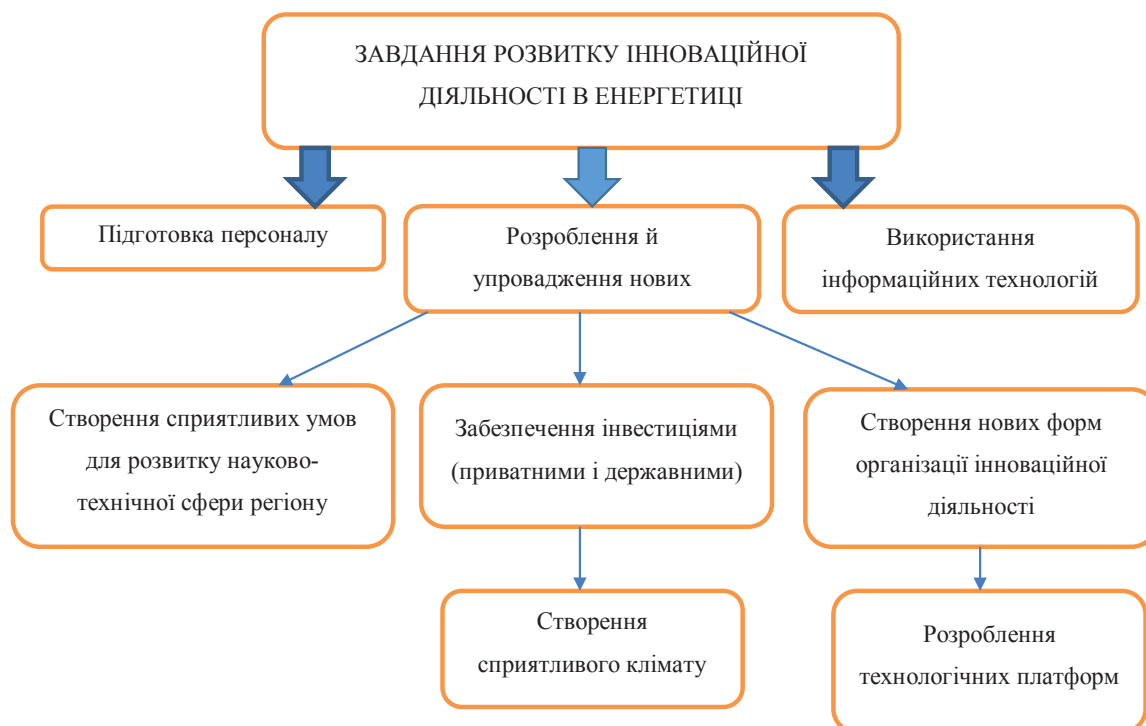 ЗАВДАННЯ РОЗВИТКУ ІННОВАЦІЙНОЇ
ДІЯЛЬНОСТІ В ЕНЕРГЕТИЦІ
Підготовка персоналу
Розроблення й
упровадження нових
Використання
інформаційних технологій
Створення сприятливих умов
для розвитку науково-
технічної сфери регіону
Забезпечення інвестиціями
(приватними і державними)
Створення нових форм
організації інноваційної
діяльності
Створення
сприятливого клімату
Розроблення
технологічних платформ